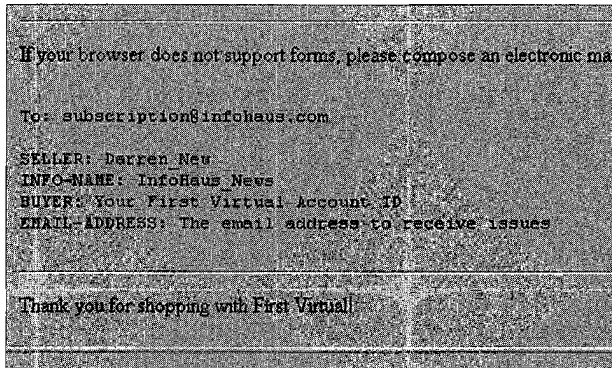 If your browser does not support forms, please compose an electronic ma
To: subscription@infohaus.com
SELLER: Darren New
INFO-NAME: InfoHaus News
BUYER: Your First Virtual Account ID
EMAIL-ADDRESS: The email address to receive issues
Thank you for shopping with First Virtual!